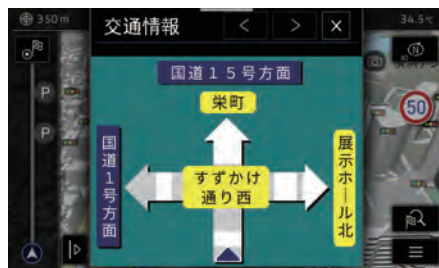 350m
交通情報
34.5℃
国道15号方面
栄町
国道1号方面
すずかけ
通り西
展示ホール北
50
P
P
N